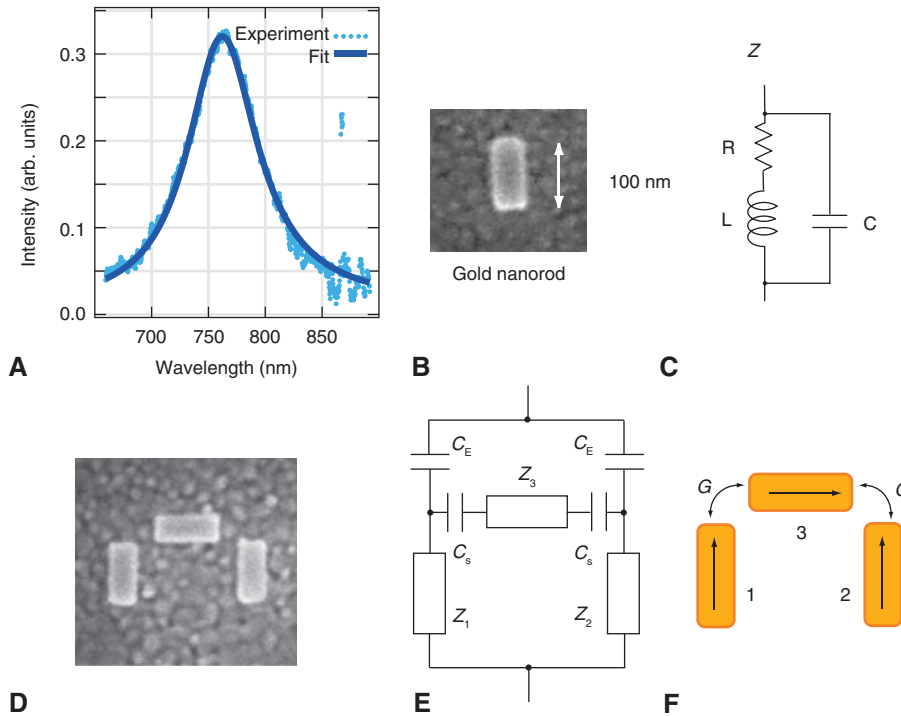 0.3
0.2
0.1
0.0
Intensity (arb. units)
Experiment
Fit
700
750
800
850
Wavelength (nm)
A
100 nm
Gold nanorod
B
Z
R
L
C
C
D
C_E
C_E
Z_3
C_s
C_s
Z_1
Z_2
E
G
3
1
2
F